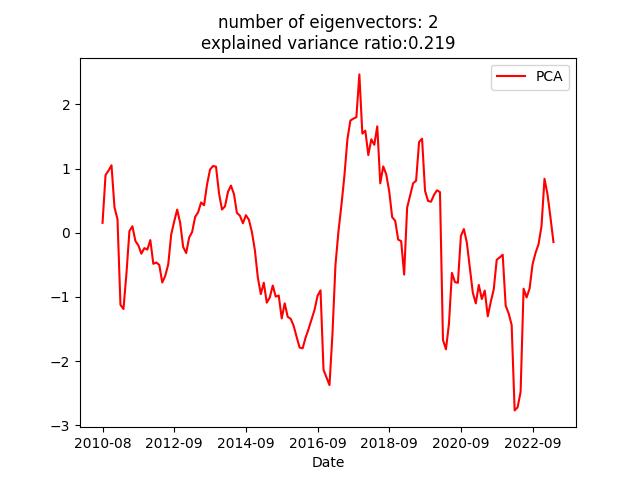 number of eigenvectors: 2
explained variance ratio:0.219
PCA
2
1
0
−1
−2
−3
2010-08 2012-09 2014-09 2016-09 2018-09 2020-09 2022-09
Date